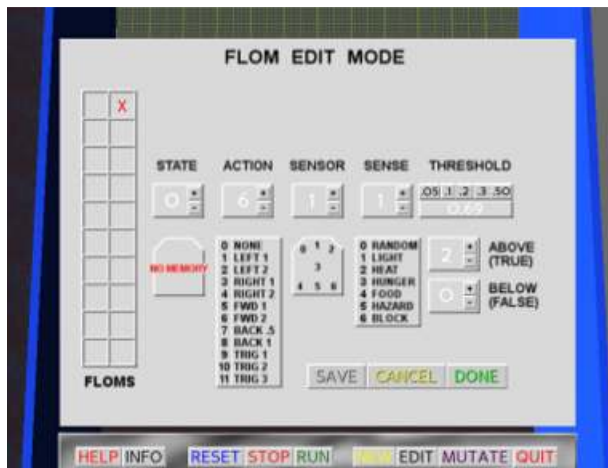 FLOM EDIT MODE
X
STATE ACTION SENSOR SENSE THRESHOLD
.05 .1 .2 .3 .50
0 + - 6 + - 1 + - 1 + - 0.69
NO MEMORY
0 NONE
1 LEFT 1
2 LEFT 2
3 RIGHT 1
4 RIGHT 2
5 FWD 1
6 FWD 2
7 BACK .5
8 BACK 1
9 TRIG 1
10 TRIG 2
11 TRIG 3
0 1 2
3
4 5 6
0 RANDOM
1 LIGHT
2 HEAT
3 HUNGER
4 FOOD
5 HAZARD
6 BLOCK
2 + - ABOVE
(TRUE)
0 + - BELOW
(FALSE)
FLOMS
SAVE CANCEL DONE
HELP INFO RESET STOP RUN EDIT MUTATE QUIT